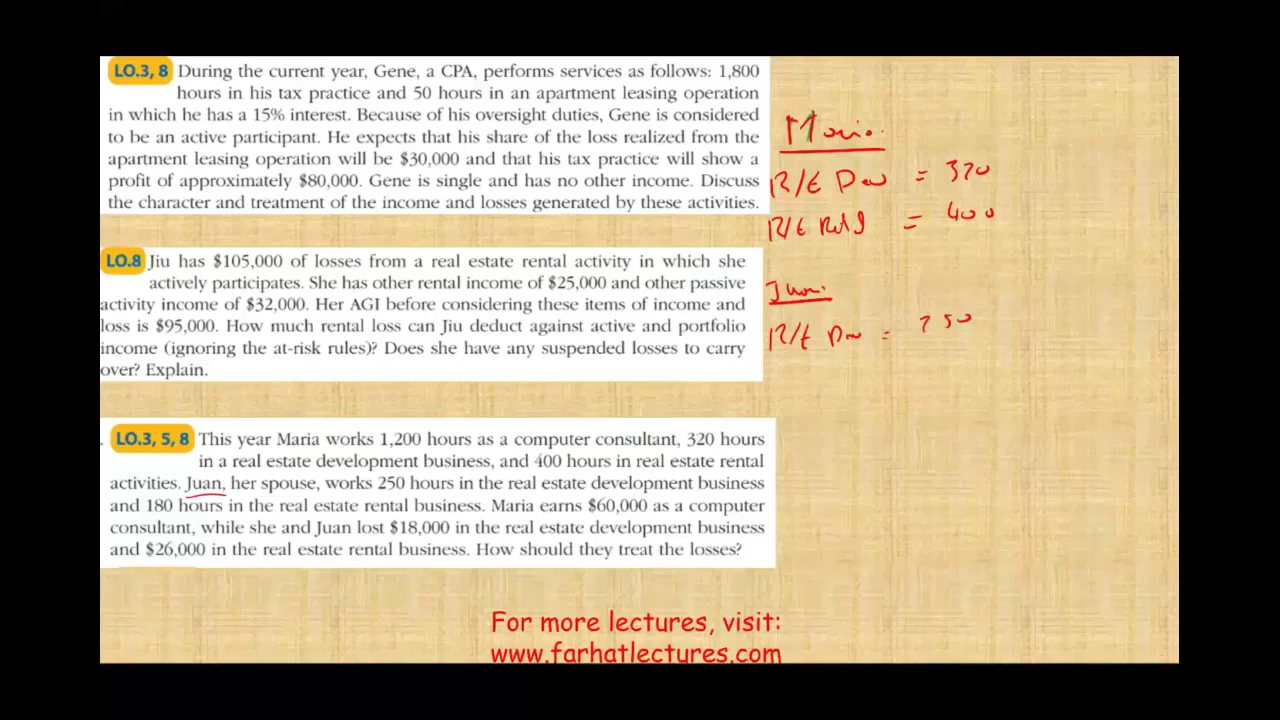 LO.3, 8 During the current year, Gene, a CPA, performs services as follows: 1,800
hours in his tax practice and 50 hours in an apartment leasing operation
in which he has a 15% interest. Because of his oversight duties, Gene is considered
to be an active participant. He expects that his share of the loss realized from the
apartment leasing operation will be $30,000 and that his tax practice will show a
profit of approximately $80,000. Gene is single and has no other income. Discuss
the character and treatment of the income and losses generated by these activities.
LO.8 Jiu has $105,000 of losses from a real estate rental activity in which she
actively participates. She has other rental income of $25,000 and other passive
activity income of $32,000. Her AGI before considering these items of income and
loss is $95,000. How much rental loss can Jiu deduct against active and portfolio
income (ignoring the at-risk rules)? Does she have any suspended losses to carry
over? Explain.
. LO.3, 5, 8 This year Maria works 1,200 hours as a computer consultant, 320 hours
in a real estate development business, and 400 hours in real estate rental
activities. Juan, her spouse, works 250 hours in the real estate development business
and 180 hours in the real estate rental business. Maria earns $60,000 as a computer
consultant, while she and Juan lost $18,000 in the real estate development business
and $26,000 in the real estate rental business. How should they treat the losses?
Maria
R/E Dev = 320
R/E = 400
Juan
R/E Dev = 250
For more lectures, visit:
www.farhatlectures.com